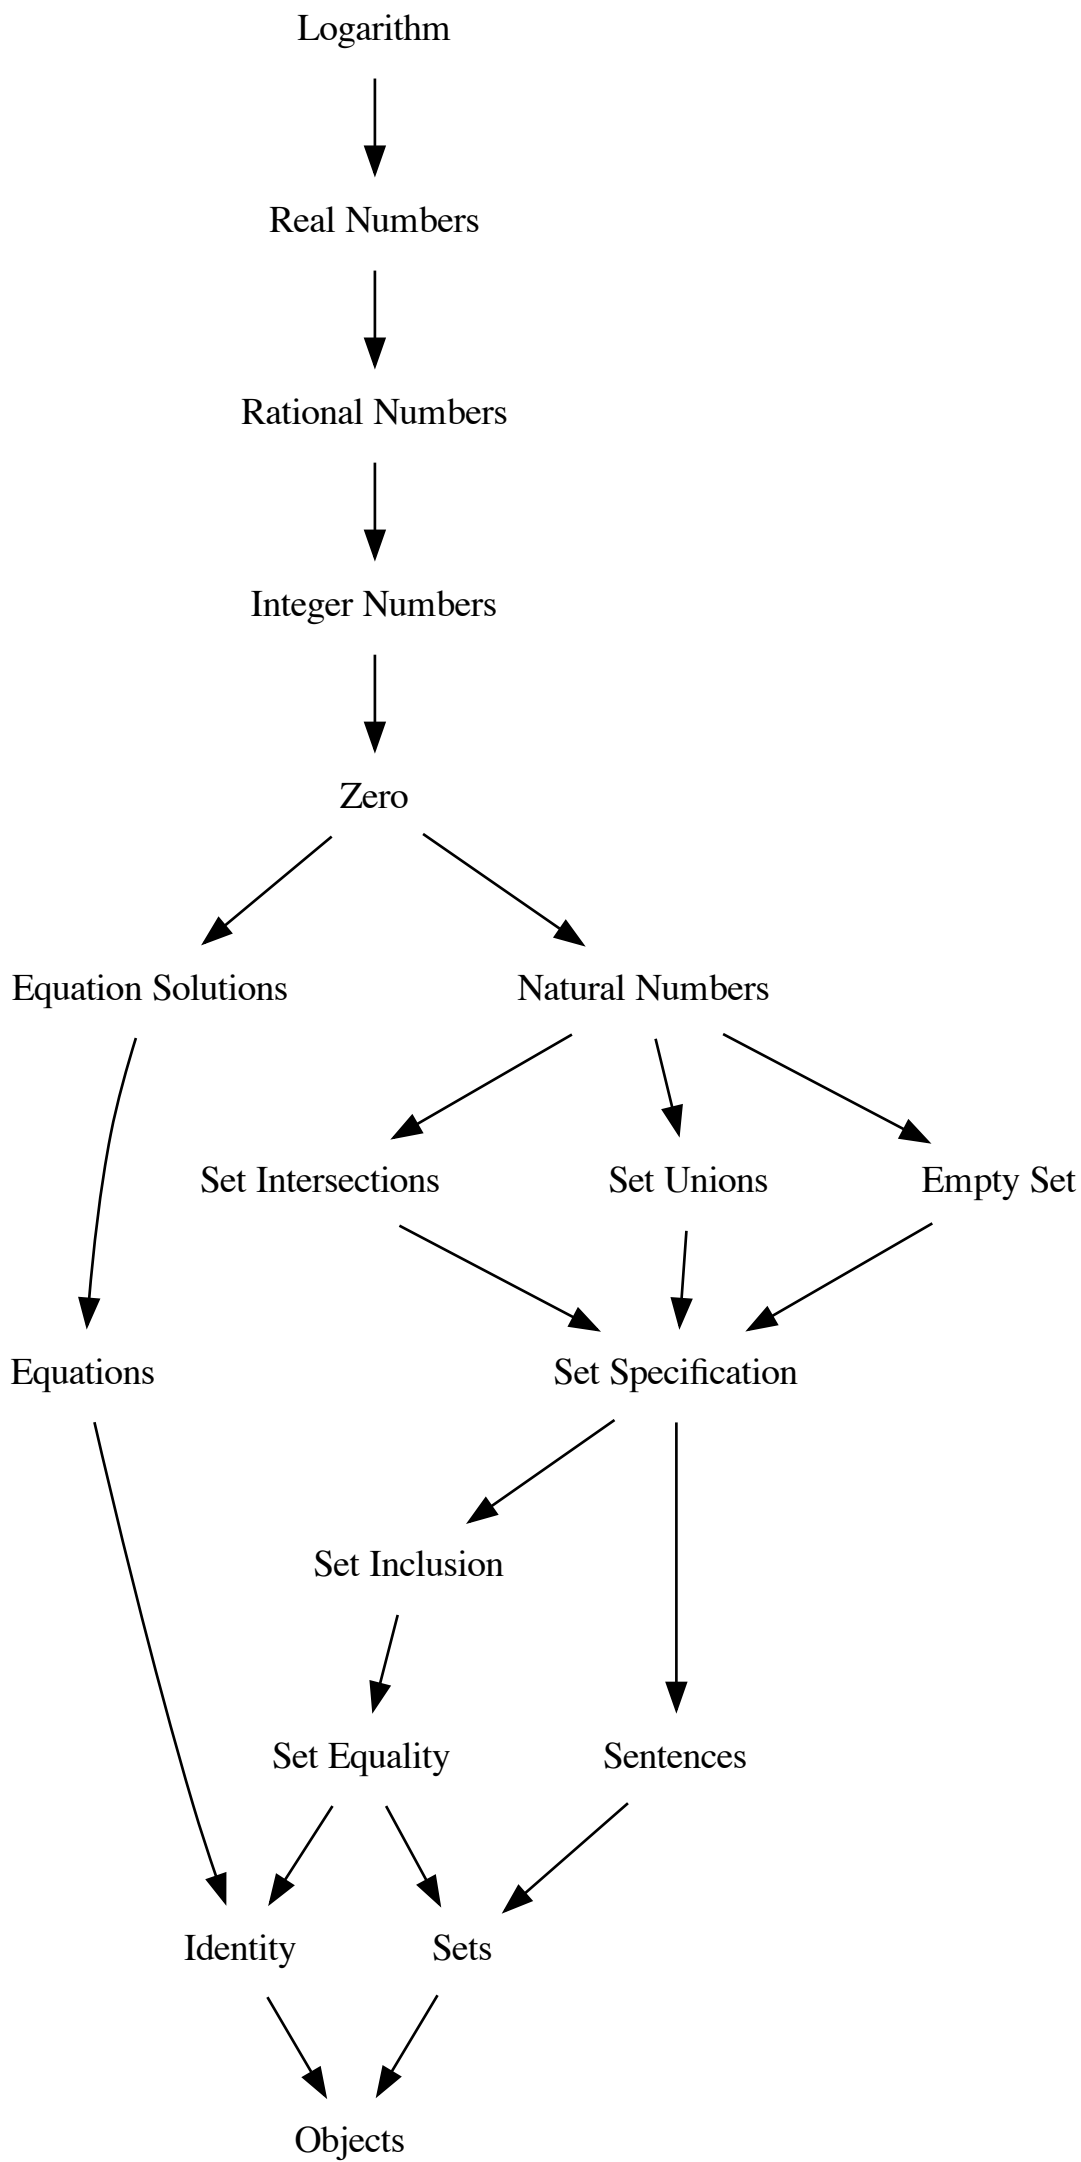 Logarithm
Real Numbers
Rational Numbers
Integer Numbers
Zero
Equation Solutions
Natural Numbers
Set Intersections
Set Unions
Empty Set
Equations
Set Specification
Set Inclusion
Set Equality
Sentences
Identity
Sets
Objects